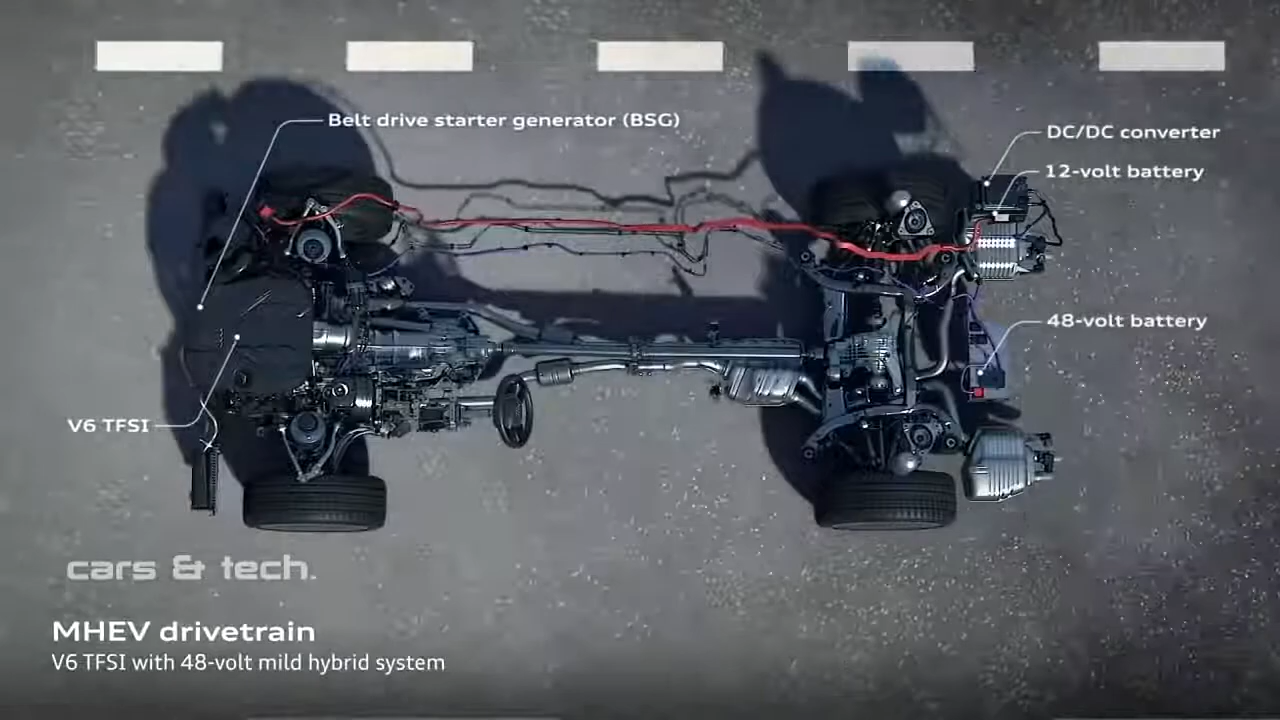 Belt drive starter generator (BSG)
DC/DC converter
12-volt battery
48-volt battery
V6 TFSI
cars & tech.
MHEV drivetrain
V6 TFSI with 48-volt mild hybrid system